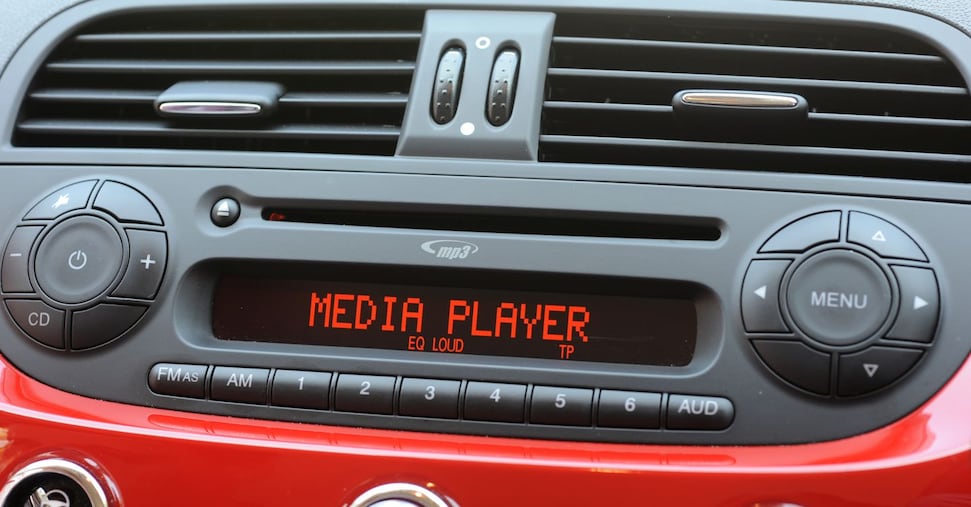 mp3
MEDIA PLAYER
EQ LOUD TP
- +
CD
MENU
FM AS AM 1 2 3 4 5 6 AUD